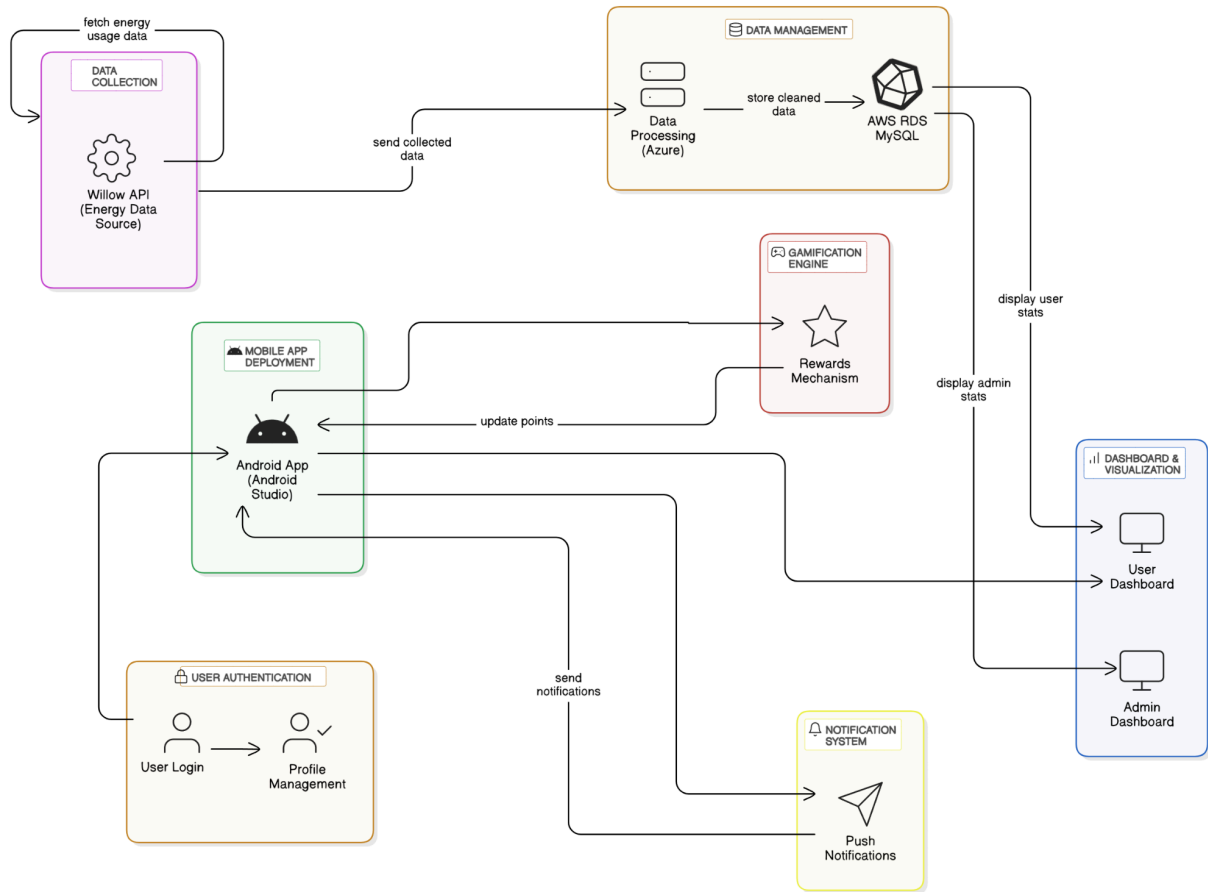 fetch energy
usage data
DATA
COLLECTION
Willow API
(Energy Data
Source)
send collected
data
DATA MANAGEMENT
Data
Processing
(Azure)
store cleaned
data
AWS RDS
MySQL
GAMIFICATION
ENGINE
Rewards
Mechanism
display user
stats
display admin
stats
MOBILE APP
DEPLOYMENT
Android App
(Android
Studio)
update points
DASHBOARD &
VISUALIZATION
User
Dashboard
Admin
Dashboard
USER AUTHENTICATION
User Login
Profile
Management
send
notifications
NOTIFICATION
SYSTEM
Push
Notifications